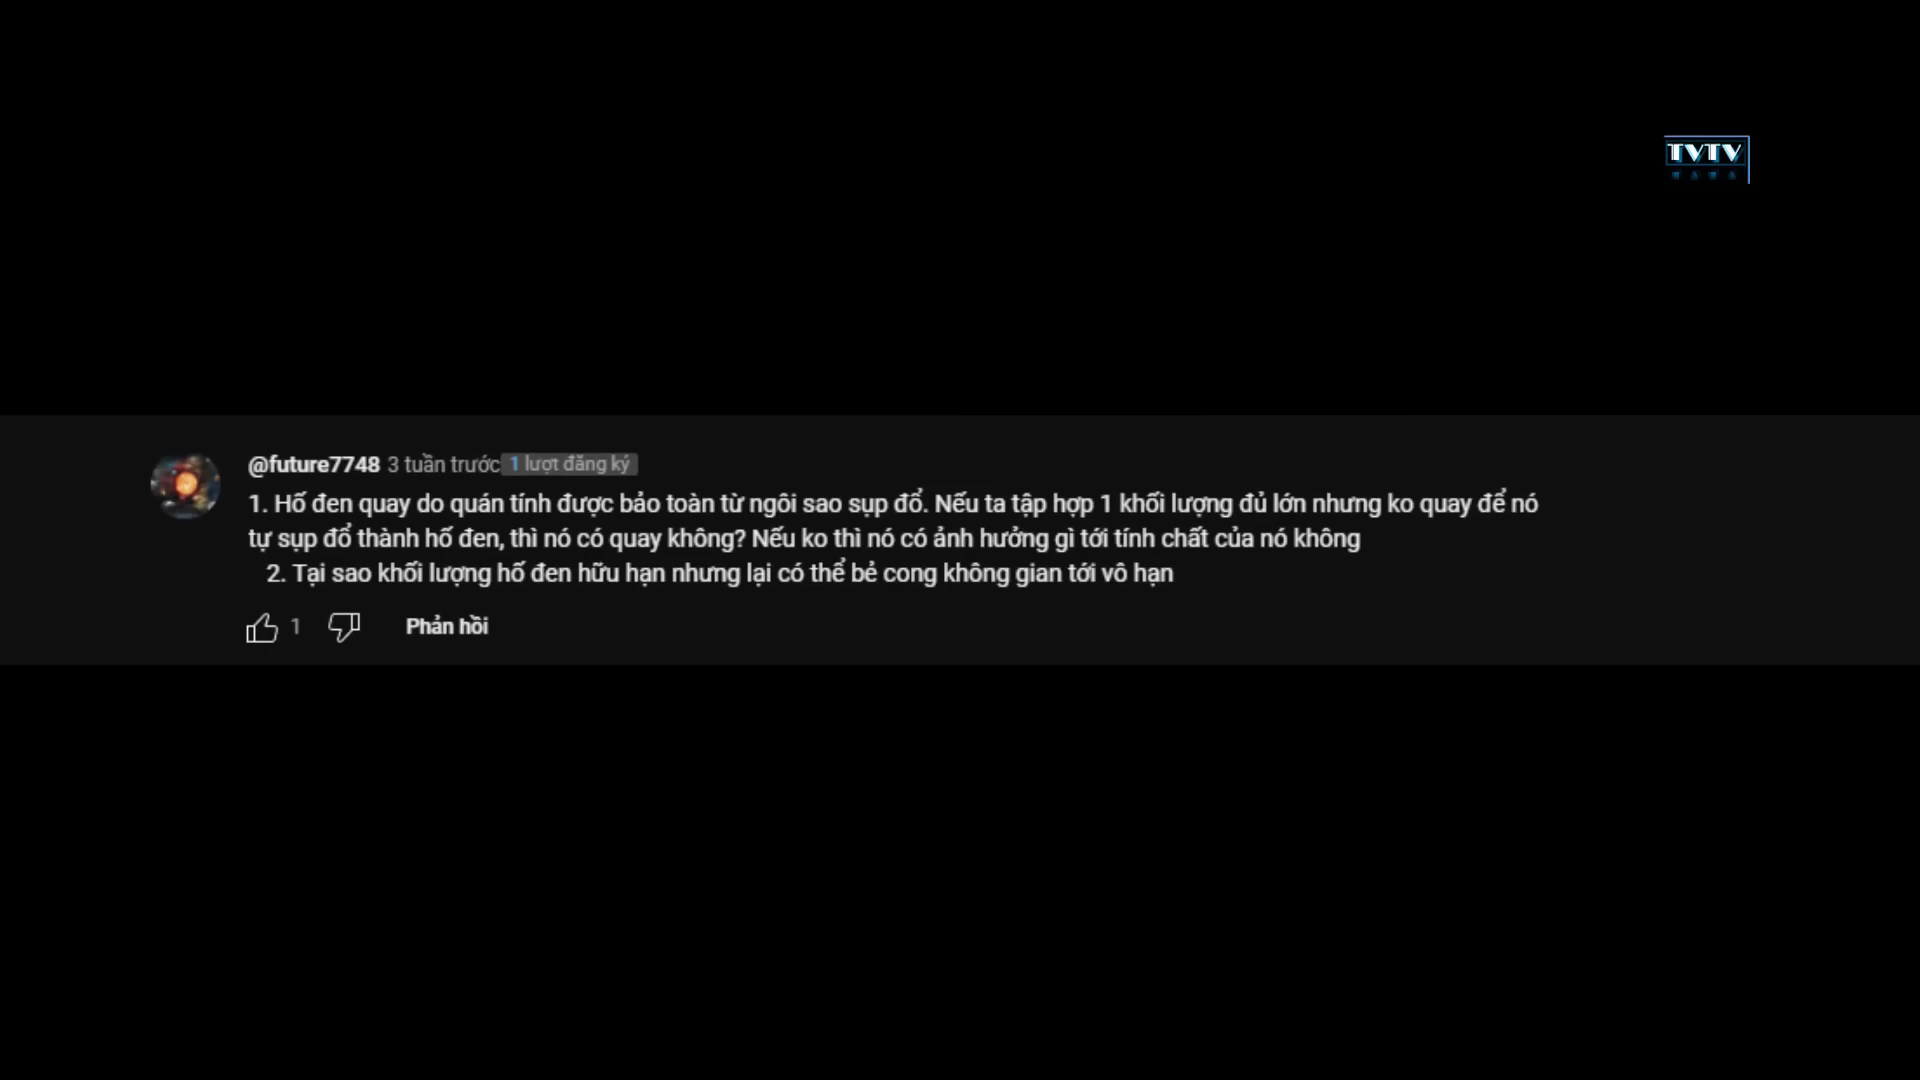 TVTV
@future7748 3 tuần trước 1 lượt đăng ký
1. Hố đen quay do quán tính được bảo toàn từ ngôi sao sụp đổ. Nếu ta tập hợp 1 khối lượng đủ lớn nhưng ko quay để nó
tự sụp đổ thành hố đen, thì nó có quay không? Nếu ko thì nó có ảnh hưởng gì tới tính chất của nó không
2. Tại sao khối lượng hố đen hữu hạn nhưng lại có thể bẻ cong không gian tới vô hạn
1 Phản hồi